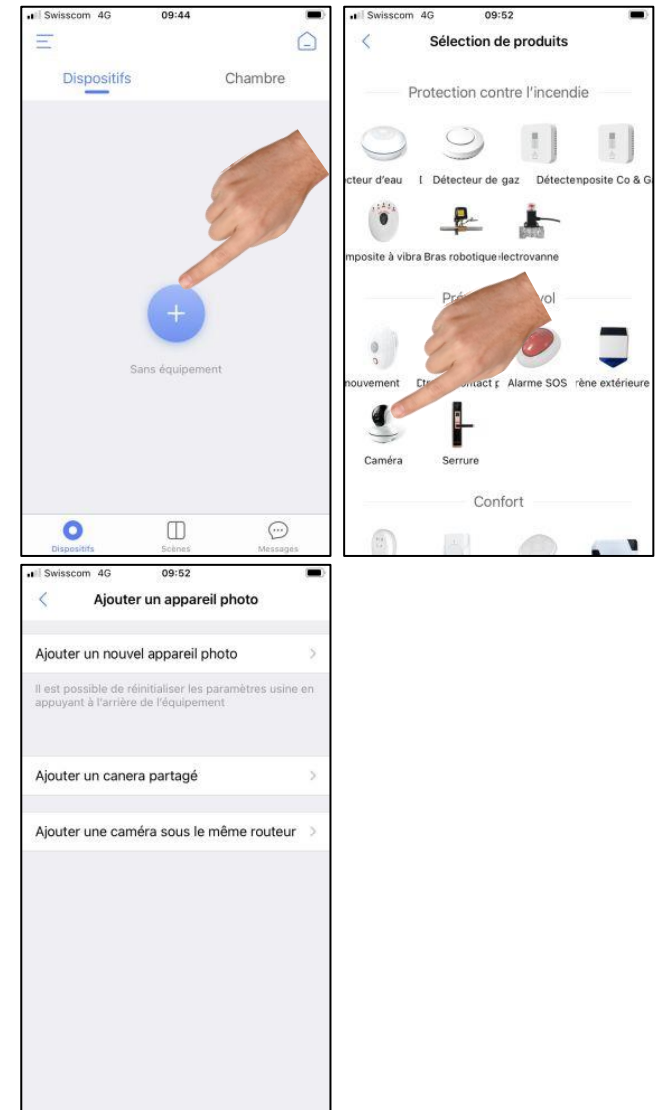 Swisscom 4G 09:44
Dispositifs Chambre
Sans équipement
Dispositifs Scènes Messages
Swisscom 4G 09:52
Sélection de produits
Protection contre l'incendie
cteur d'eau Détecteur de gaz Détectemposite Co & G
mposite à vibra Bras robotique lectrovanne
Pré vol
nouvement ntact p Alarme SOS rène extérieure
Caméra Serrure
Confort
Swisscom 4G 09:52
Ajouter un appareil photo
Ajouter un nouvel appareil photo
Il est possible de réinitialiser les paramètres usine en
appuyant à l'arrière de l'équipement
Ajouter un canera partagé
Ajouter une caméra sous le même routeur